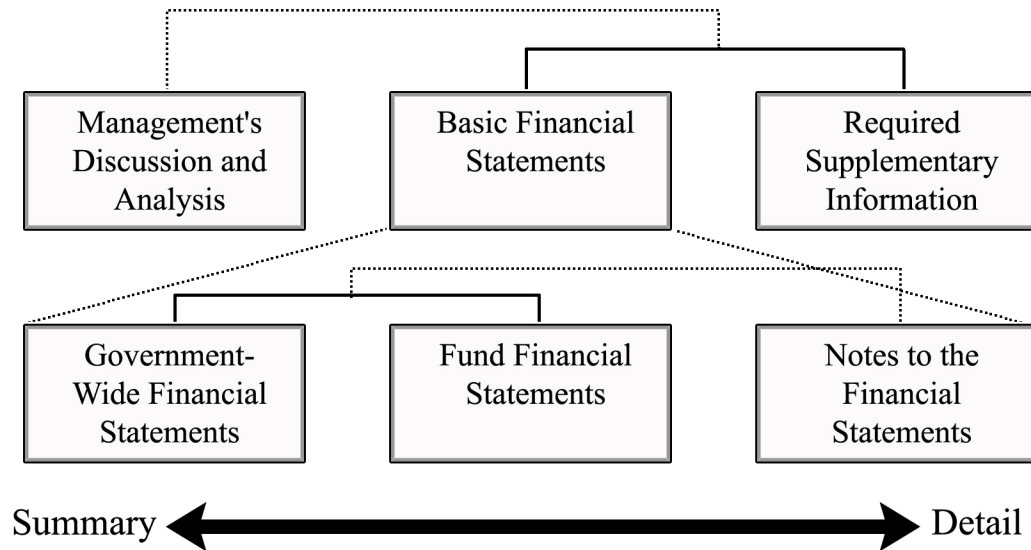 Management's
Discussion and
Analysis
Basic Financial
Statements
Required
Supplementary
Information
Government-
Wide Financial
Statements
Fund Financial
Statements
Notes to the
Financial
Statements
Summary
Detail